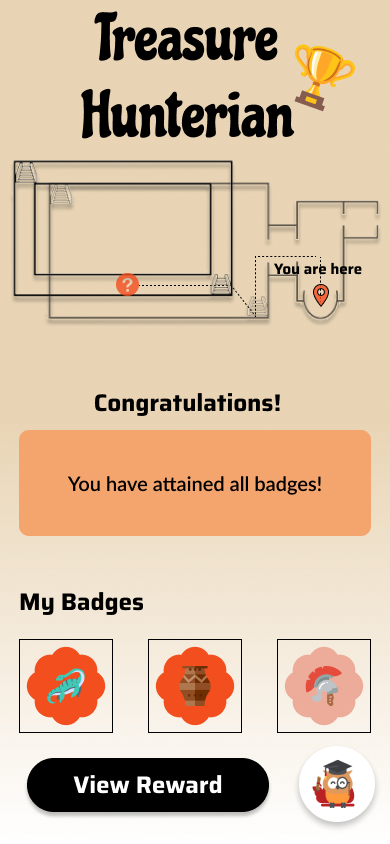 Treasure
Hunterian
?
You are here
Congratulations!
You have attained all badges!
My Badges
View Reward